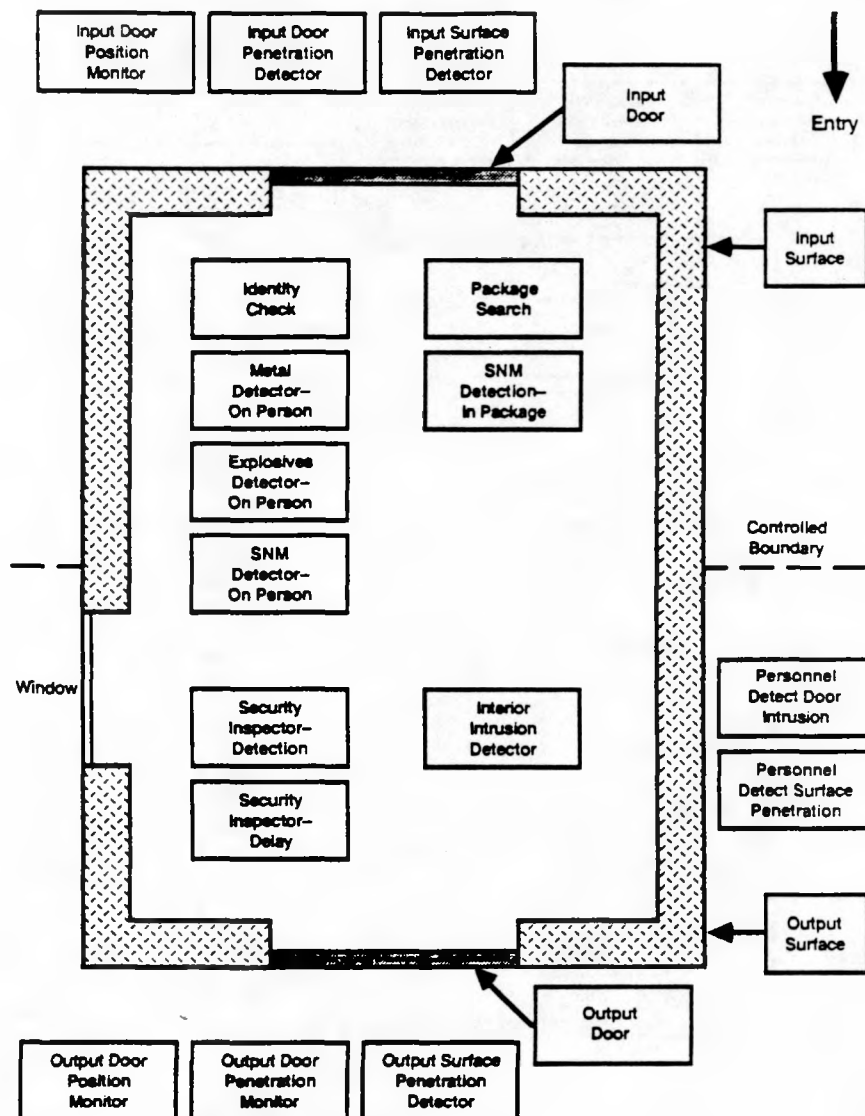 Input Door
Position
Monitor
Input Door
Penetration
Detector
Input Surface
Penetration
Detector
Input
Door
Entry
Input
Surface
Identity
Check
Package
Search
Metal
Detector–
On Person
SNM
Detection–
In Package
Explosives
Detector–
On Person
SNM
Detector–
On Person
Controlled
Boundary
Window
Security
Inspector–
Detection
Interior
Intrusion
Detector
Personnel
Detect Door
Intrusion
Security
Inspector–
Delay
Personnel
Detect Surface
Penetration
Output
Surface
Output
Door
Output Door
Position
Monitor
Output Door
Penetration
Monitor
Output Surface
Penetration
Detector